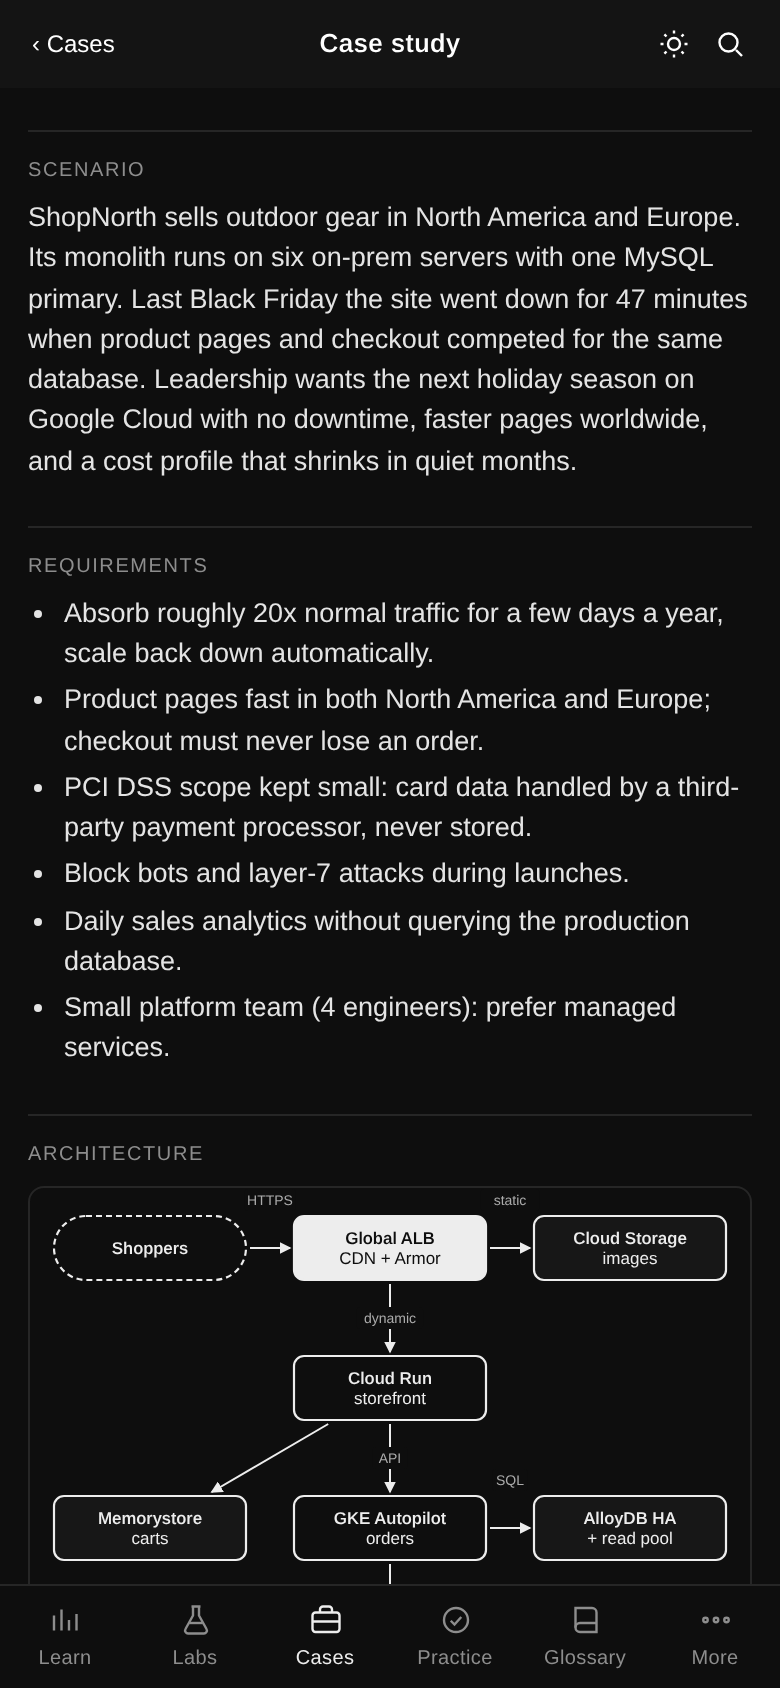 ‹ Cases
Case study
SCENARIO
ShopNorth sells outdoor gear in North America and Europe.
Its monolith runs on six on-prem servers with one MySQL
primary. Last Black Friday the site went down for 47 minutes
when product pages and checkout competed for the same
database. Leadership wants the next holiday season on
Google Cloud with no downtime, faster pages worldwide,
and a cost profile that shrinks in quiet months.
REQUIREMENTS
• Absorb roughly 20x normal traffic for a few days a year,
scale back down automatically.
• Product pages fast in both North America and Europe;
checkout must never lose an order.
• PCI DSS scope kept small: card data handled by a third-
party payment processor, never stored.
• Block bots and layer-7 attacks during launches.
• Daily sales analytics without querying the production
database.
• Small platform team (4 engineers): prefer managed
services.
ARCHITECTURE
HTTPS
static
Shoppers
Global ALB
CDN + Armor
Cloud Storage
images
dynamic
Cloud Run
storefront
API
SQL
Memorystore
carts
GKE Autopilot
orders
AlloyDB HA
+ read pool
Learn
Labs
Cases
Practice
Glossary
More